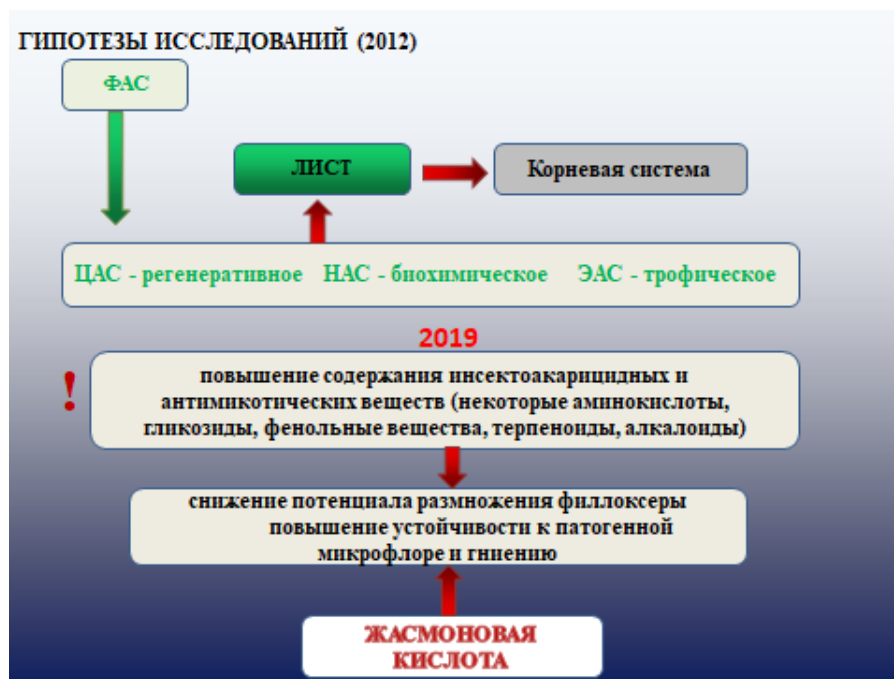 ГИПОТЕЗЫ ИССЛЕДОВАНИЙ (2012)
ФАС
ЛИСТ
Корневая система
ЦАС - регенеративное НАС - биохимическое ЭАС - трофическое
2019
!
повышение содержания инсектоакарицидных и
антимикотических веществ (некоторые аминокислоты,
гликозиды, фенольные вещества, терпеноиды, алкалоиды)
снижение потенциала размножения филлоксеры
повышение устойчивости к патогенной
микрофлоре и гниению
ЖАСМОНОВАЯ
КИСЛОТА